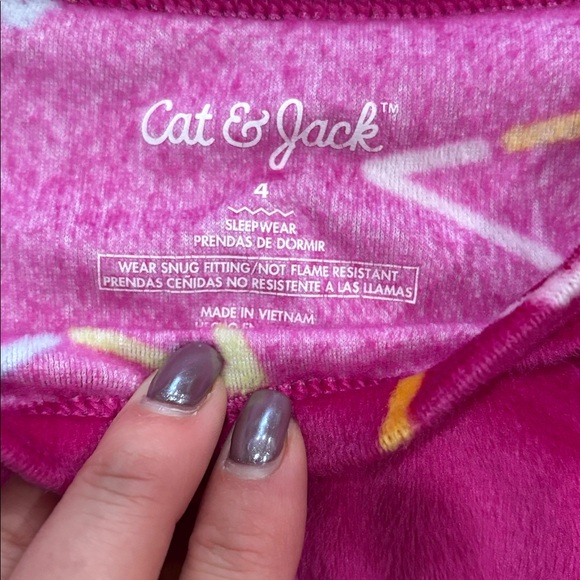 Cat & Jack™
4
SLEEPWEAR
PRENDAS DE DORMIR
WEAR SNUG FITTING/NOT FLAME RESISTANT
PRENDAS CEÑIDAS NO RESISTENTE A LAS LLAMAS
MADE IN VIETNAM